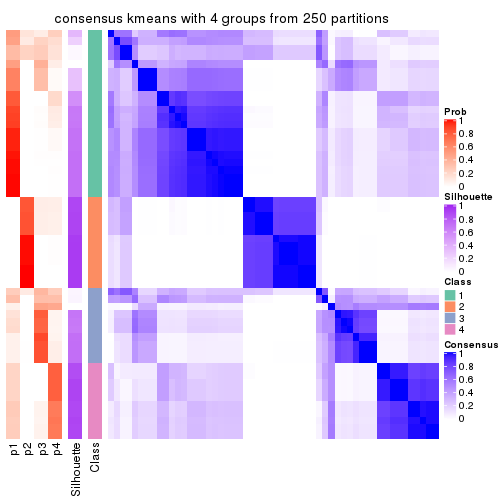 consensus kmeans with 4 groups from 250 partitions
Prob
1
0.8
0.6
0.4
0.2
0
Silhouette
1
0.8
0.6
0.4
0.2
0
Class
1
2
3
4
Consensus
1
0.8
0.6
0.4
0.2
0
p1
p2
p3
p4
Silhouette
Class